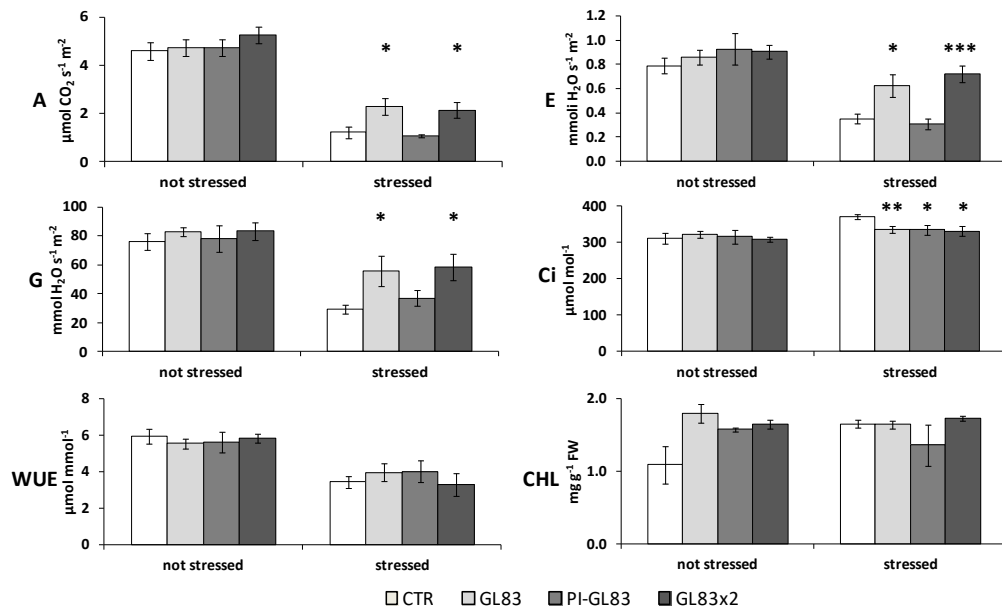 A
µmol CO₂ s⁻¹ m⁻²
6
4
2
0
* *
not stressed stressed
E
mmoli H₂O s⁻¹ m⁻²
1.0
0.8
0.6
0.4
0.2
0.0
* ***
not stressed stressed
G
mmol H₂O s⁻¹ m⁻²
100
80
60
40
20
0
* *
not stressed stressed
Ci
µmol mol⁻¹
400
300
200
100
0
** * *
not stressed stressed
WUE
µmol mmol⁻¹
8
6
4
2
0
not stressed stressed
CHL
mg g⁻¹ FW
2.0
1.0
0.0
not stressed stressed
CTR GL83 PI-GL83 GL83x2